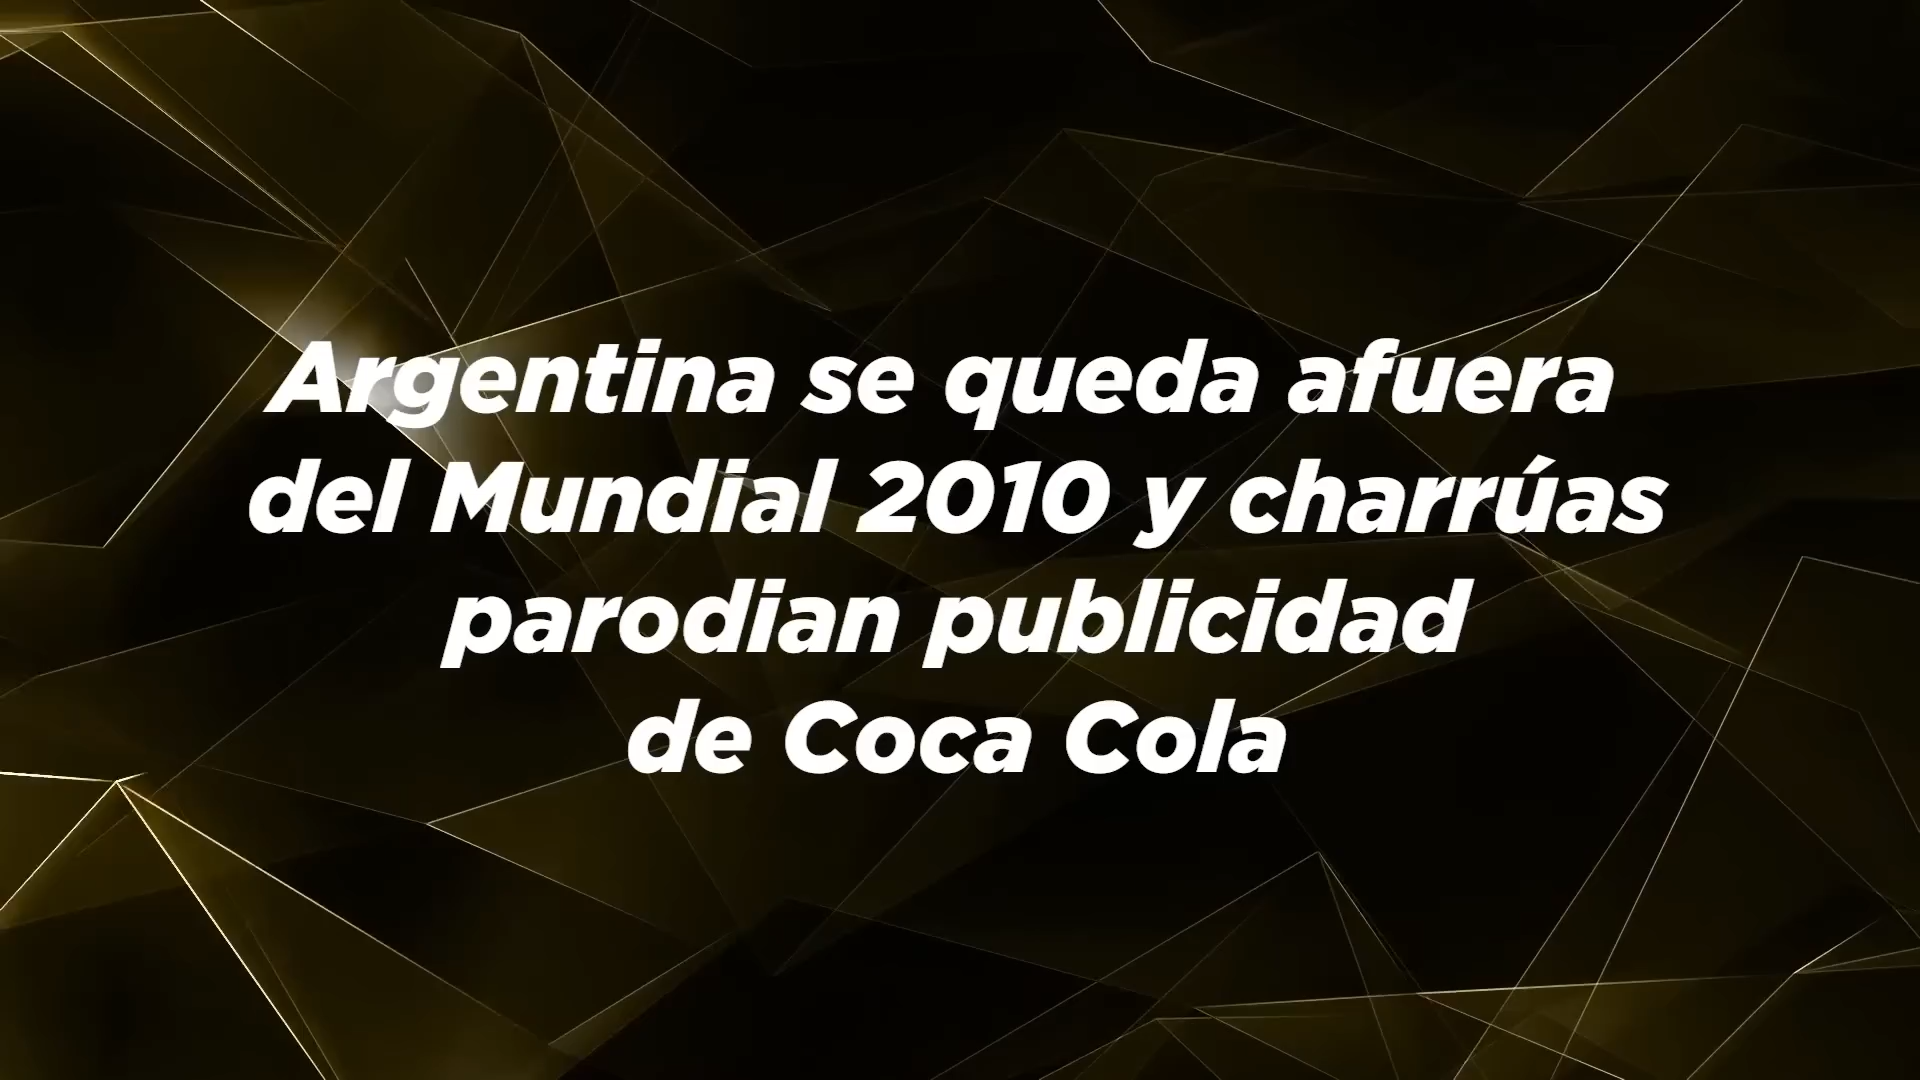 Argentina se queda afuera
del Mundial 2010 y charrúas
parodian publicidad
de Coca Cola